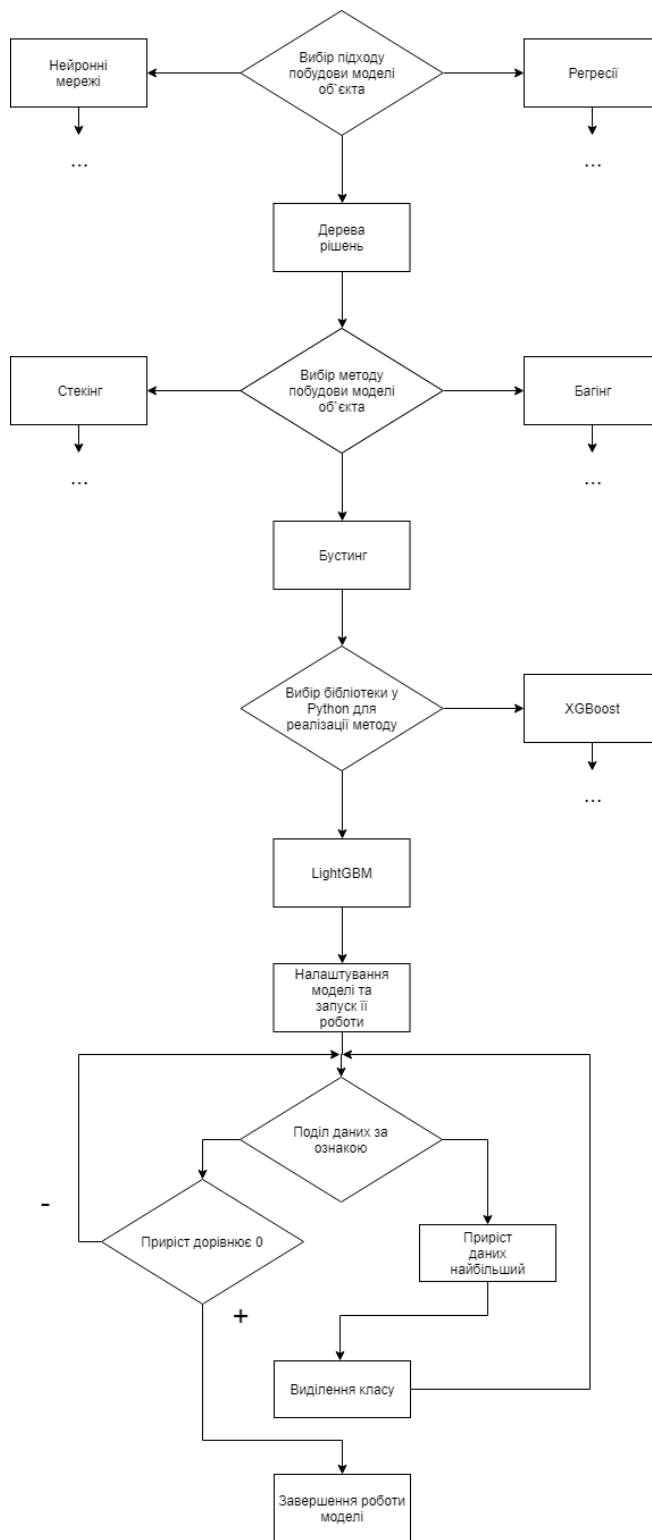 Вибір підходу
побудови моделі
об`єкта
Нейронні
мережі
Регресії
...
...
Дерева
рішень
Вибір методу
побудови моделі
об`єкта
Стекінг
Багінг
...
...
Бустинг
Вибір бібліотеки у
Python для
реалізації методу
XGBoost
...
LightGBM
Налаштування
моделі та
запуск її
роботи
Поділ даних за
ознакою
-
Приріст дорівнює 0
Приріст
даних
найбільший
+
Виділення класу
Завершення роботи
моделі